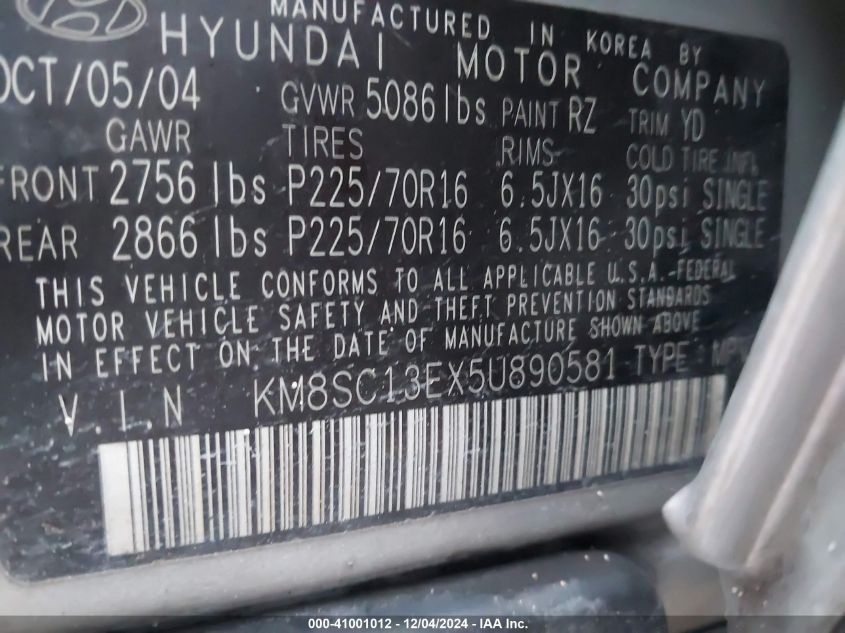 MANUFACTURED IN KOREA BY
HYUNDAI MOTOR COMPANY
OCT/05/04 GVWR 5086 lbs PAINT RZ TRIM YD
GAWR TIRES RIMS COLD TIRE INFL
FRONT 2756 lbs P225/70R16 6.5JX16 30psi SINGLE
REAR 2866 lbs P225/70R16 6.5JX16 30psi SINGLE
THIS VEHICLE CONFORMS TO ALL APPLICABLE U.S.A. FEDERAL
MOTOR VEHICLE SAFETY AND THEFT PREVENTION STANDARDS
IN EFFECT ON THE DATE OF MANUFACTURE SHOWN ABOVE
V.I.N KM8SC13EX5U890581 TYPE MPV
000-41001012 - 12/04/2024 - IAA Inc.